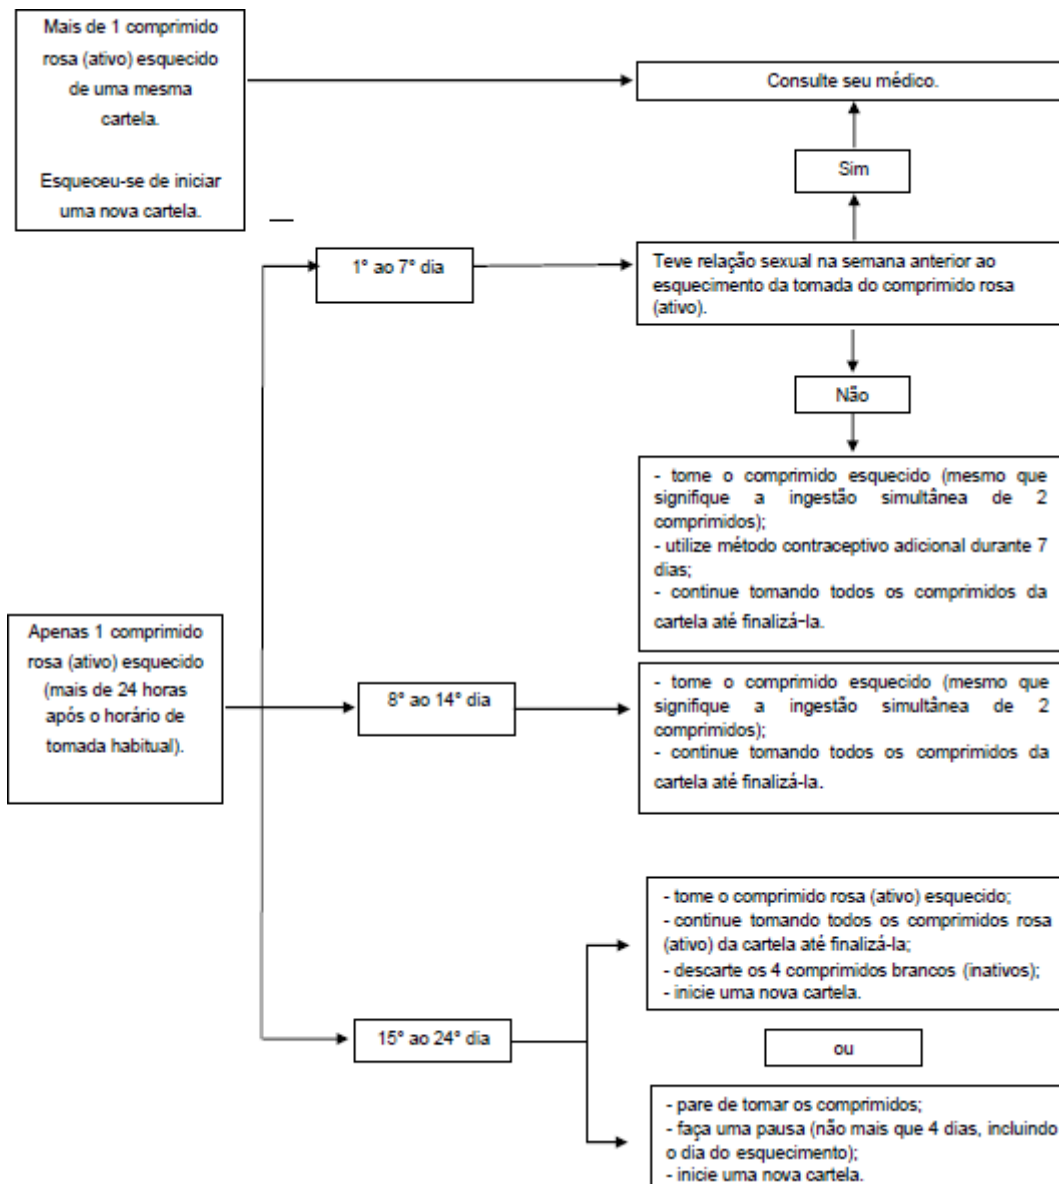 Mais de 1 comprimido
rosa (ativo) esquecido
de uma mesma
cartela.
Esqueceu-se de iniciar
uma nova cartela.
Consulte seu médico.
Sim
1° ao 7° dia
Teve relação sexual na semana anterior ao
esquecimento da tomada do comprimido rosa
(ativo).
Não
- tome o comprimido esquecido (mesmo que
signifique a ingestão simultânea de 2
comprimidos);
- utilize método contraceptivo adicional durante 7
dias;
- continue tomando todos os comprimidos da
cartela até finalizá-la.
Apenas 1 comprimido
rosa (ativo) esquecido
(mais de 24 horas
após o horário de
tomada habitual).
8° ao 14° dia
- tome o comprimido esquecido (mesmo que
signifique a ingestão simultânea de 2
comprimidos);
- continue tomando todos os comprimidos da
cartela até finalizá-la.
15° ao 24° dia
- tome o comprimido rosa (ativo) esquecido;
- continue tomando todos os comprimidos rosa
(ativo) da cartela até finalizá-la;
- descarte os 4 comprimidos brancos (inativos);
- inicie uma nova cartela.
ou
- pare de tomar os comprimidos;
- faça uma pausa (não mais que 4 dias, incluindo
o dia do esquecimento);
- inicie uma nova cartela.